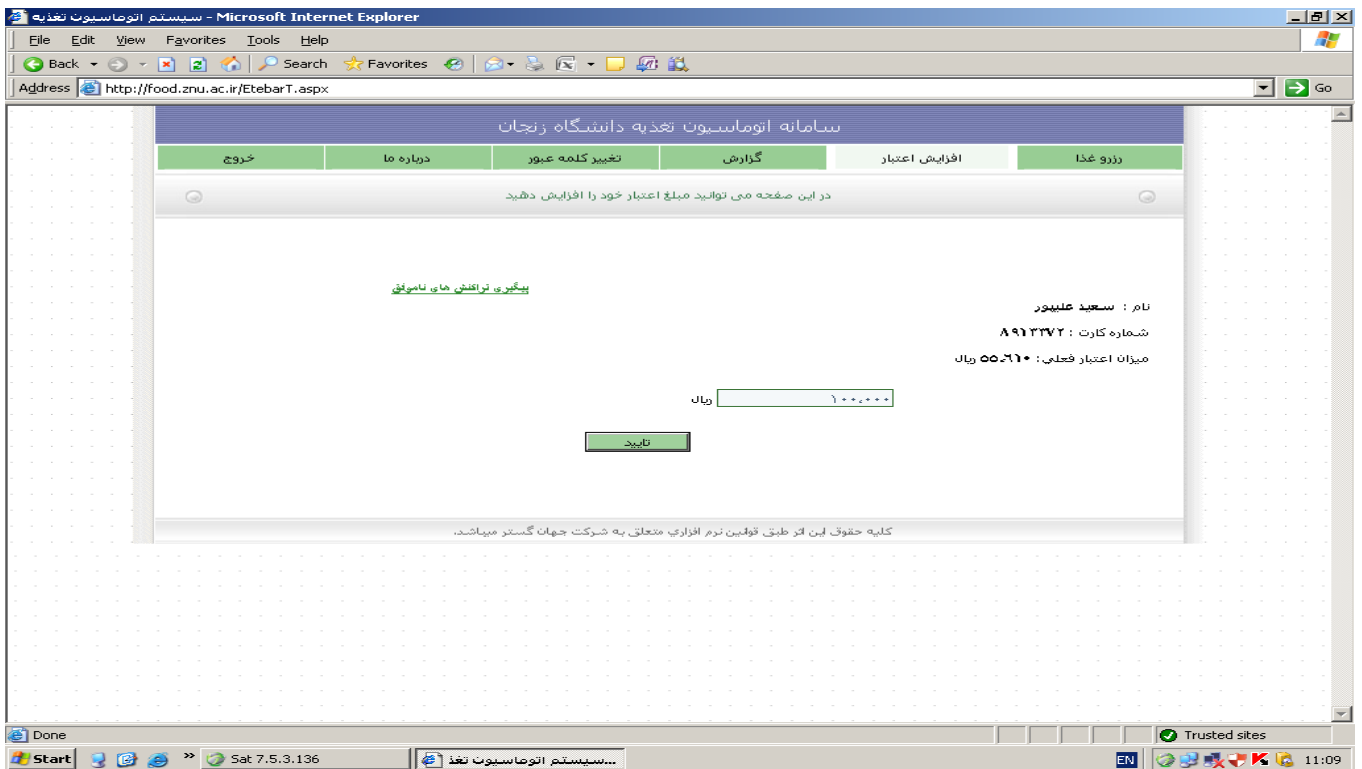 سیستم اتوماسیون تغذیه - Microsoft Internet Explorer
File Edit View Favorites Tools Help
Back Search Favorites
Address http://food.znu.ac.ir/EtebarT.aspx Go
سامانه اتوماسیون تغذیه دانشگاه زنجان
رزرو غذا افزایش اعتبار گزارش تغییر کلمه عبور درباره ما خروج
در این صفحه می توانید مبلغ اعتبار خود را افزایش دهید
پیگیری تراکنش های ناموفق
نام : سعید علیپور
شماره کارت : ۸۹۱۳۳۷۲
میزان اعتبار فعلی: ۵۵،۶۱۰ ریال
۱۰۰،۰۰۰ ریال
تایید
کلیه حقوق این اثر طبق قوانین نرم افزاری متعلق به شرکت جهان گستر میباشد.
Done Trusted sites
Start Sat 7.5.3.136 سیستم اتوماسیون تغذ... EN 11:09